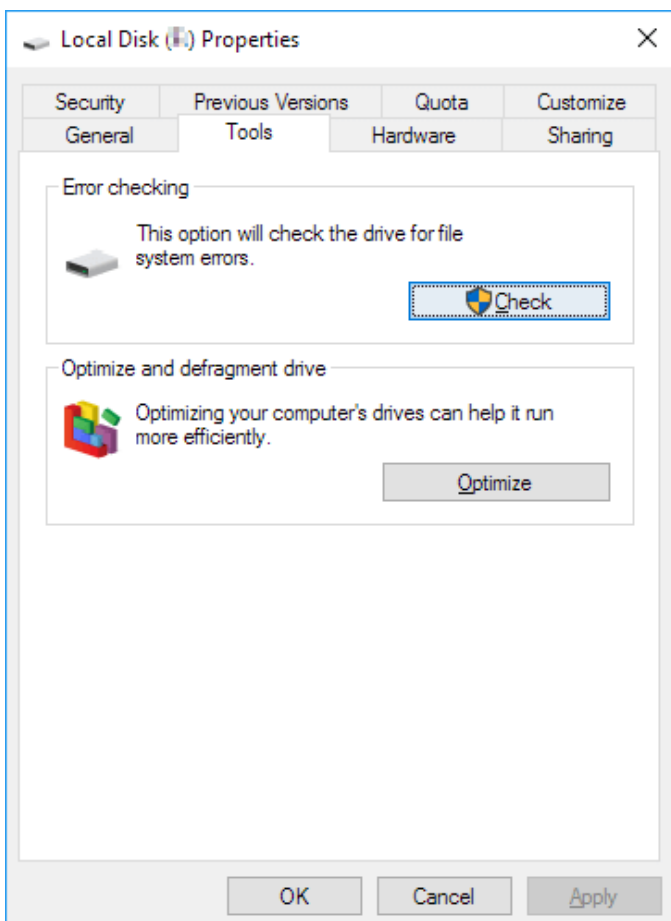 Local Disk () Properties
Security Previous Versions Quota Customize
General Tools Hardware Sharing
Error checking
This option will check the drive for file
system errors.
Check
Optimize and defragment drive
Optimizing your computer's drives can help it run
more efficiently.
Optimize
OK Cancel Apply